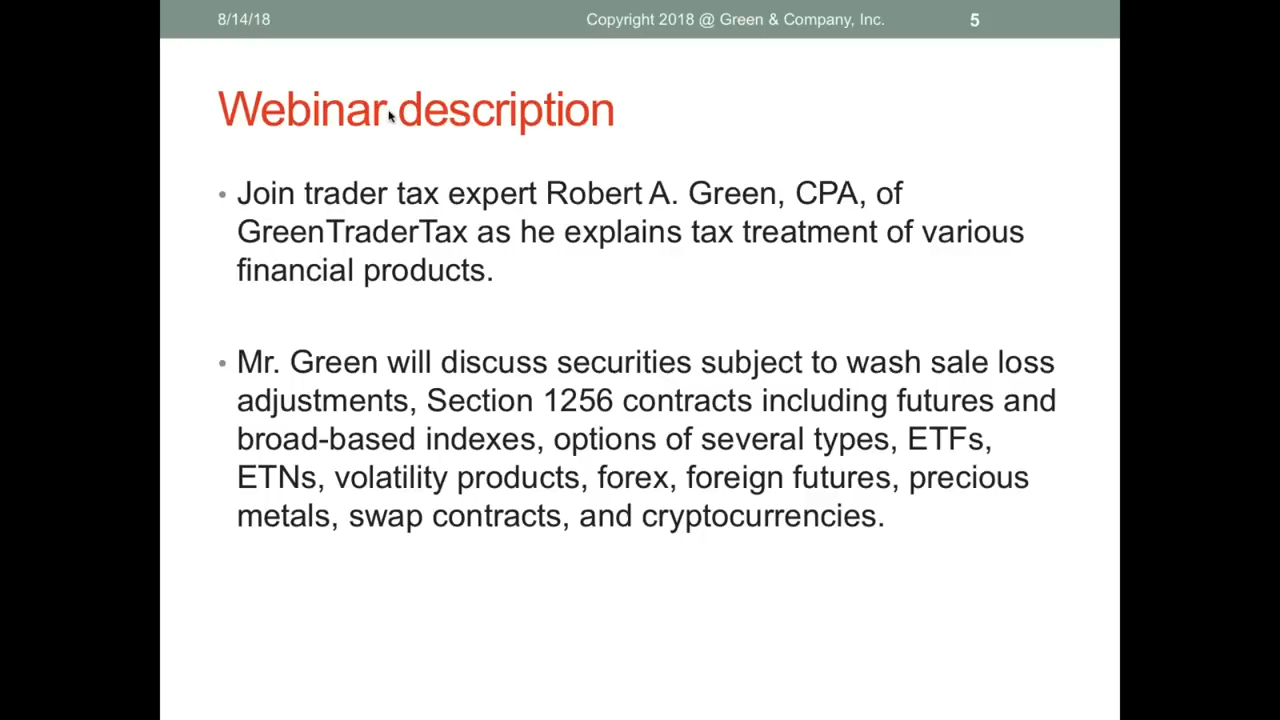 8/14/18 Copyright 2018 @ Green & Company, Inc. 5
Webinar description
• Join trader tax expert Robert A. Green, CPA, of
GreenTraderTax as he explains tax treatment of various
financial products.
• Mr. Green will discuss securities subject to wash sale loss
adjustments, Section 1256 contracts including futures and
broad-based indexes, options of several types, ETFs,
ETNs, volatility products, forex, foreign futures, precious
metals, swap contracts, and cryptocurrencies.